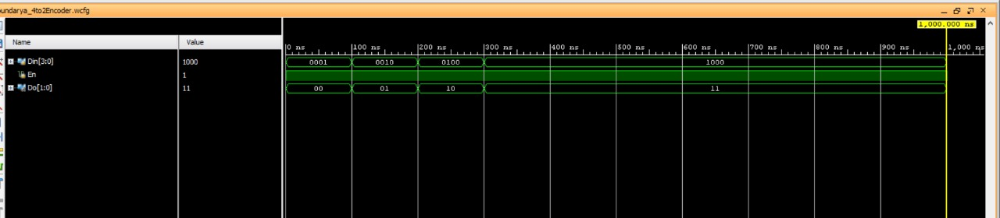 oundarya_4to2Encoder.wcfg
1,000.000 ns
Name Value
0 ns 100 ns 200 ns 300 ns 400 ns 500 ns 600 ns 700 ns 800 ns 900 ns 1,000 ns
Din[3:0] 1000 0001 0010 0100 1000
En 1
Do[1:0] 11 00 01 10 11